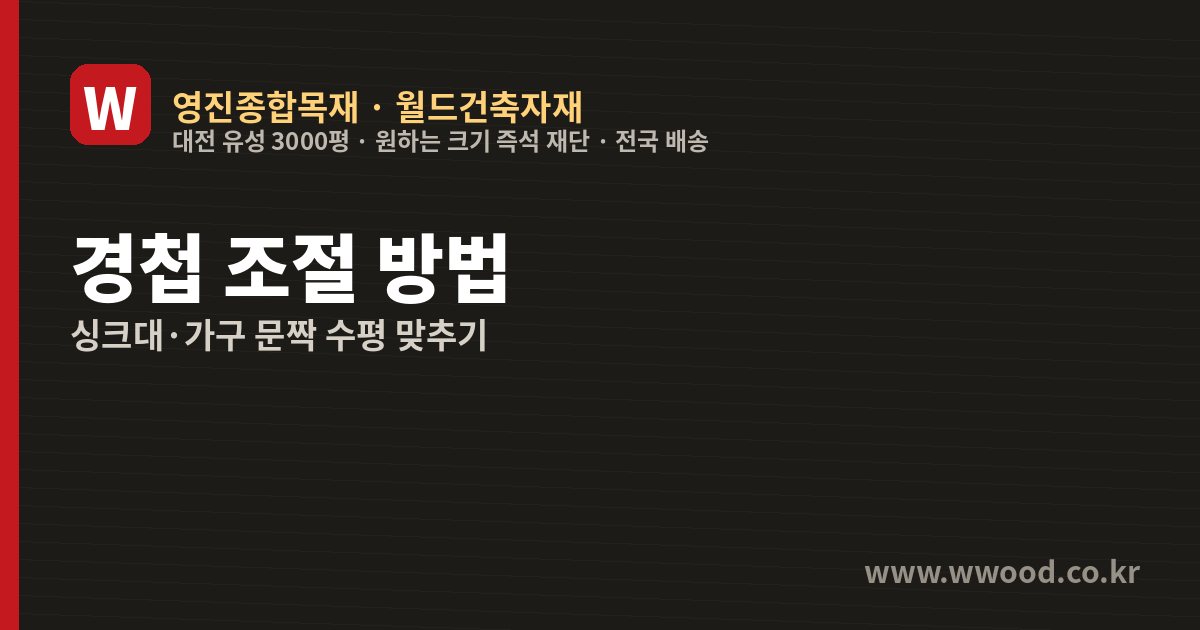 W
영진종합목재 · 월드건축자재
대전 유성 3000평 · 원하는 크기 즉석 재단 · 전국 배송
경첩 조절 방법
싱크대·가구 문짝 수평 맞추기
www.wwood.co.kr